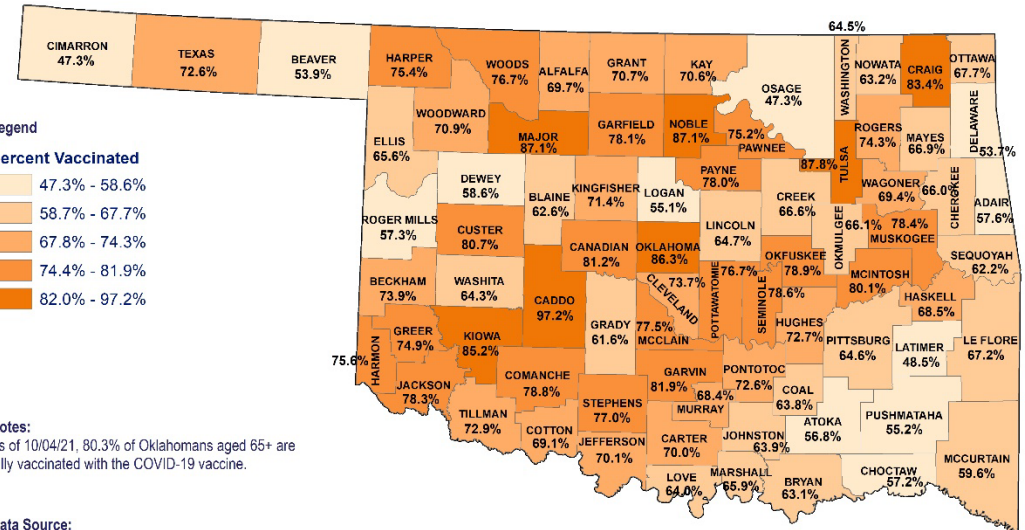 64.5%
CIMARRON
47.3%
TEXAS
72.6%
BEAVER
53.9%
HARPER
75.4%
WOODS
76.7%
ALFALFA
69.7%
GRANT
70.7%
KAY
70.6%
OSAGE
47.3%
WASHINGTON
NOWATA
63.2%
CRAIG
83.4%
OTTAWA
67.7%
ELLIS
65.6%
WOODWARD
70.9%
MAJOR
87.1%
GARFIELD
78.1%
NOBLE
87.1%
75.2%
PAWNEE
87.8%
TULSA
ROGERS
74.3%
MAYES
66.9%
DELAWARE
53.7%
egend
ercent Vaccinated
47.3% - 58.6%
58.7% - 67.7%
67.8% - 74.3%
74.4% - 81.9%
82.0% - 97.2%
DEWEY
58.6%
BLAINE
62.6%
KINGFISHER
71.4%
LOGAN
55.1%
PAYNE
78.0%
CREEK
66.6%
WAGONER
69.4%
66.0%
CHEROKEE
ADAIR
57.6%
ROGER MILLS
57.3%
CUSTER
80.7%
CANADIAN
81.2%
OKLAHOMA
86.3%
LINCOLN
64.7%
OKMULGEE
66.1%
78.4%
MUSKOGEE
SEQUOYAH
62.2%
BECKHAM
73.9%
WASHITA
64.3%
CADDO
97.2%
GRADY
61.6%
73.7%
CLEVELAND
76.7%
POTTAWATOMIE
SEMINOLE
78.6%
OKFUSKEE
78.9%
MCINTOSH
80.1%
HASKELL
68.5%
75.6%
HARMON
GREER
74.9%
KIOWA
85.2%
77.5%
MCCLAIN
HUGHES
72.7%
PITTSBURG
64.6%
LATIMER
48.5%
LE FLORE
67.2%
JACKSON
78.3%
COMANCHE
78.8%
GARVIN
81.9%
PONTOTOC
72.6%
COAL
63.8%
TILLMAN
72.9%
COTTON
69.1%
STEPHENS
77.0%
68.4%
MURRAY
JEFFERSON
70.1%
CARTER
70.0%
JOHNSTON
63.9%
ATOKA
56.8%
PUSHMATAHA
55.2%
MCCURTAIN
59.6%
LOVE
64.0%
MARSHALL
65.9%
BRYAN
63.1%
CHOCTAW
57.2%
otes:
s of 10/04/21, 80.3% of Oklahomans aged 65+ are
lly vaccinated with the COVID-19 vaccine.
ata Source: